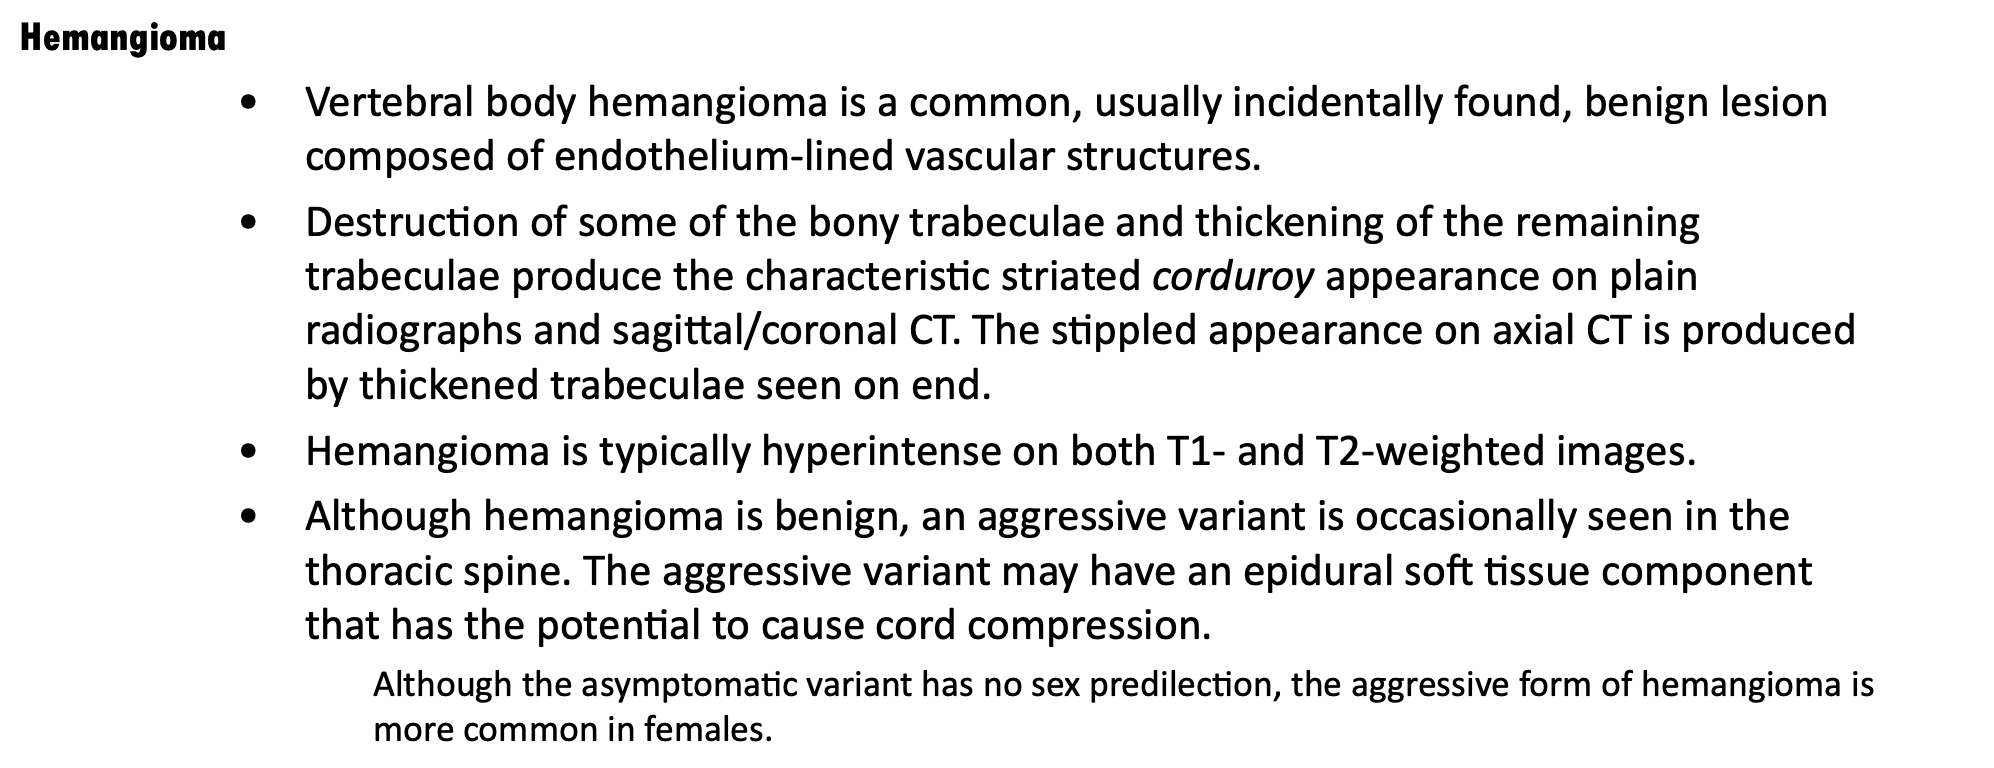 Hemangioma
• Vertebral body hemangioma is a common, usually incidentally found, benign lesion
composed of endothelium-lined vascular structures.
• Destruction of some of the bony trabeculae and thickening of the remaining
trabeculae produce the characteristic striated corduroy appearance on plain
radiographs and sagittal/coronal CT. The stippled appearance on axial CT is produced
by thickened trabeculae seen on end.
• Hemangioma is typically hyperintense on both T1- and T2-weighted images.
• Although hemangioma is benign, an aggressive variant is occasionally seen in the
thoracic spine. The aggressive variant may have an epidural soft tissue component
that has the potential to cause cord compression.
Although the asymptomatic variant has no sex predilection, the aggressive form of hemangioma is
more common in females.